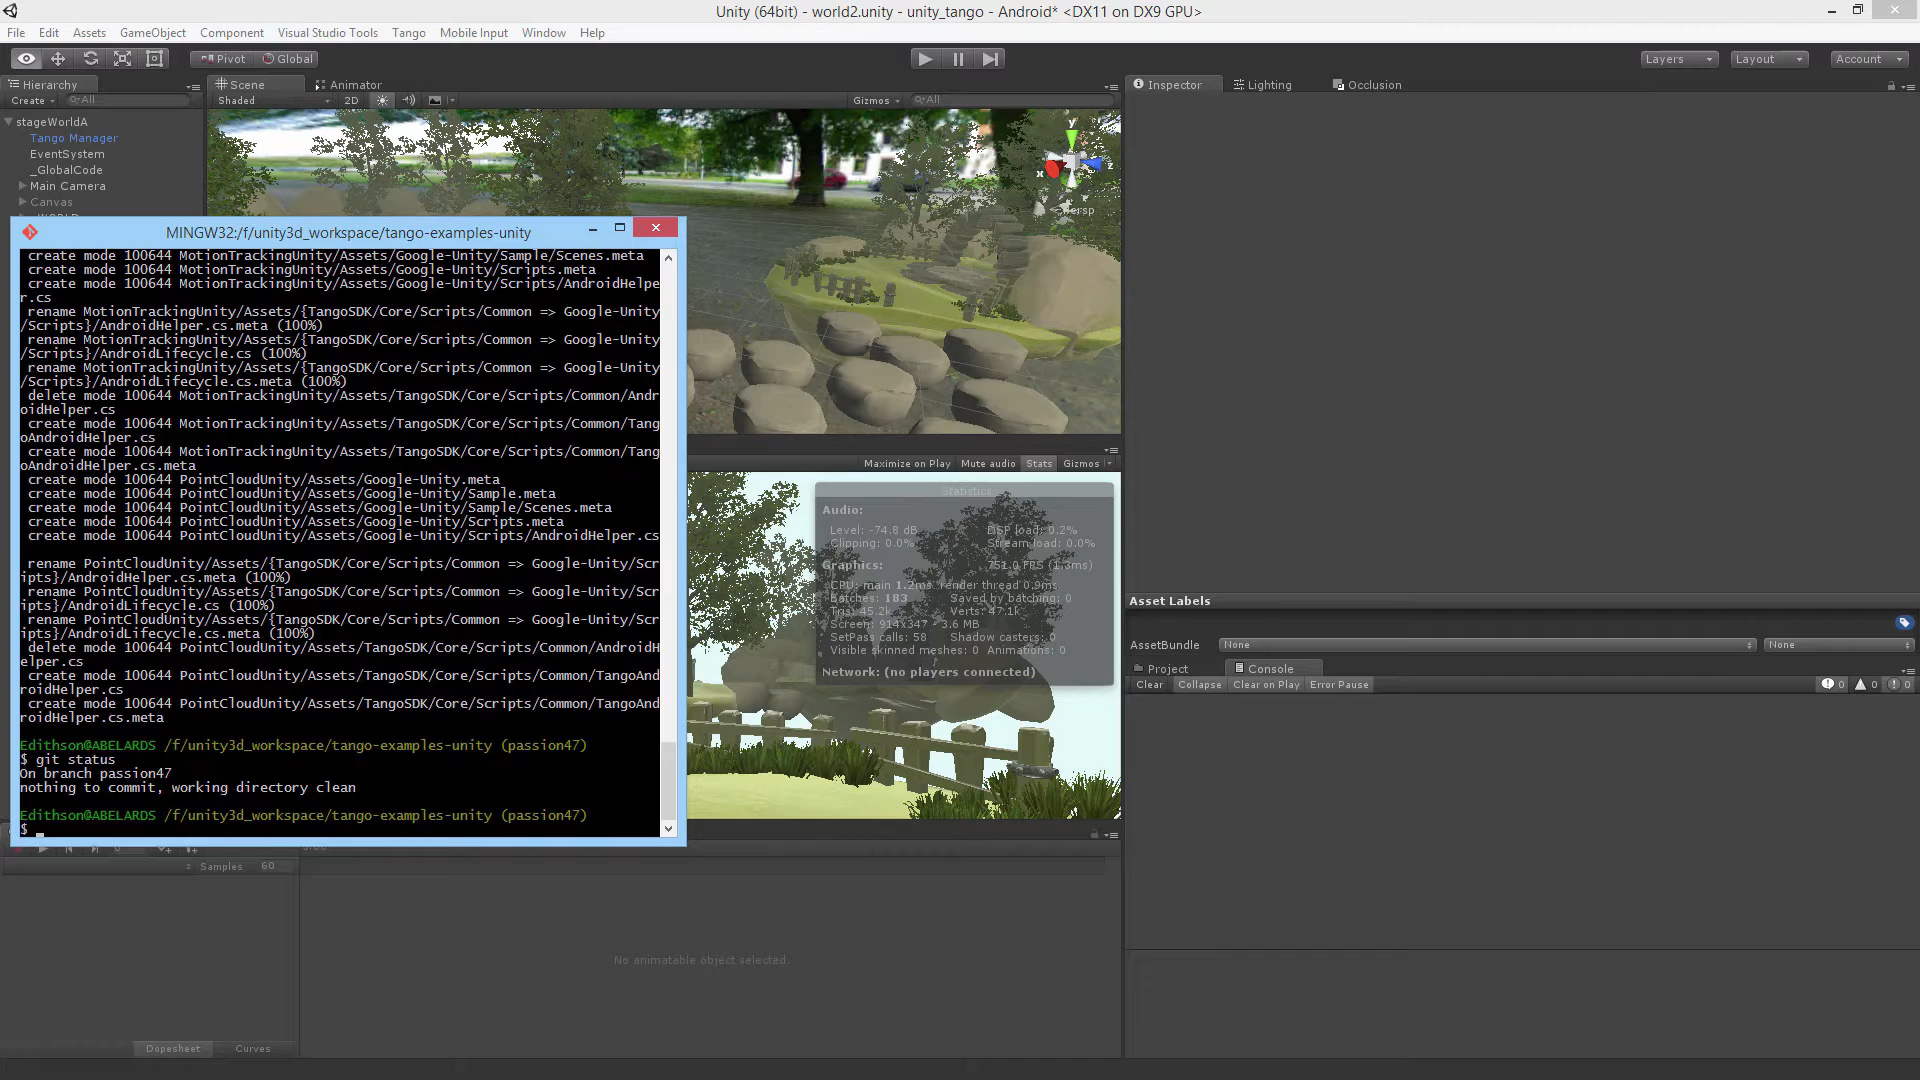 Unity (64bit) - world2.unity - unity_tango - Android* <DX11 on DX9 GPU>
File Edit Assets GameObject Component Visual Studio Tools Tango Mobile Input Window Help
Pivot Global Layers Layout Account
Hierarchy Scene Animator Inspector Lighting Occlusion
Create All Shaded 2D Gizmos All
stageWorldA
Tango Manager
EventSystem
_GlobalCode
Main Camera
Canvas
y
x
z
Persp
MINGW32:/f/unity3d_workspace/tango-examples-unity
create mode 100644 MotionTrackingUnity/Assets/Google-Unity/Sample/Scenes.meta
create mode 100644 MotionTrackingUnity/Assets/Google-Unity/Scripts.meta
create mode 100644 MotionTrackingUnity/Assets/Google-Unity/Scripts/AndroidHelpe
r.cs
rename MotionTrackingUnity/Assets/{TangoSDK/Core/Scripts/Common => Google-Unity
/Scripts}/AndroidHelper.cs.meta (100%)
rename MotionTrackingUnity/Assets/{TangoSDK/Core/Scripts/Common => Google-Unity
/Scripts}/AndroidLifecycle.cs (100%)
rename MotionTrackingUnity/Assets/{TangoSDK/Core/Scripts/Common => Google-Unity
/Scripts}/AndroidLifecycle.cs.meta (100%)
delete mode 100644 MotionTrackingUnity/Assets/TangoSDK/Core/Scripts/Common/Andr
oidHelper.cs
create mode 100644 MotionTrackingUnity/Assets/TangoSDK/Core/Scripts/Common/Tang
oAndroidHelper.cs
create mode 100644 MotionTrackingUnity/Assets/TangoSDK/Core/Scripts/Common/Tang
oAndroidHelper.cs.meta
create mode 100644 PointCloudUnity/Assets/Google-Unity.meta
create mode 100644 PointCloudUnity/Assets/Google-Unity/Sample.meta
create mode 100644 PointCloudUnity/Assets/Google-Unity/Sample/Scenes.meta
create mode 100644 PointCloudUnity/Assets/Google-Unity/Scripts.meta
create mode 100644 PointCloudUnity/Assets/Google-Unity/Scripts/AndroidHelper.cs
rename PointCloudUnity/Assets/{TangoSDK/Core/Scripts/Common => Google-Unity/Scr
ipts}/AndroidHelper.cs.meta (100%)
rename PointCloudUnity/Assets/{TangoSDK/Core/Scripts/Common => Google-Unity/Scr
ipts}/AndroidLifecycle.cs (100%)
rename PointCloudUnity/Assets/{TangoSDK/Core/Scripts/Common => Google-Unity/Scr
ipts}/AndroidLifecycle.cs.meta (100%)
delete mode 100644 PointCloudUnity/Assets/TangoSDK/Core/Scripts/Common/AndroidH
elper.cs
create mode 100644 PointCloudUnity/Assets/TangoSDK/Core/Scripts/Common/TangoAnd
roidHelper.cs
create mode 100644 PointCloudUnity/Assets/TangoSDK/Core/Scripts/Common/TangoAnd
roidHelper.cs.meta
Edithson@ABELARDS /f/unity3d_workspace/tango-examples-unity (passion47)
$ git status
On branch passion47
nothing to commit, working directory clean
Edithson@ABELARDS /f/unity3d_workspace/tango-examples-unity (passion47)
$ _
Maximize on Play Mute audio Stats Gizmos
Statistics
Audio:
Level: -74.8 dB DSP load: 0.2%
Clipping: 0.0% Stream load: 0.0%
Graphics: 751.0 FPS (1.3ms)
CPU: main 1.2ms render thread 0.9ms
Batches: 183 Saved by batching: 0
Tris: 45.2k Verts: 47.1k
Screen: 914x347 - 3.6 MB
SetPass calls: 58 Shadow casters: 0
Visible skinned meshes: 0 Animations: 0
Network: (no players connected)
Asset Labels
AssetBundle None None
Project Console
Clear Collapse Clear on Play Error Pause 0 0 0
Samples 60
No animatable object selected.
Dopesheet Curves